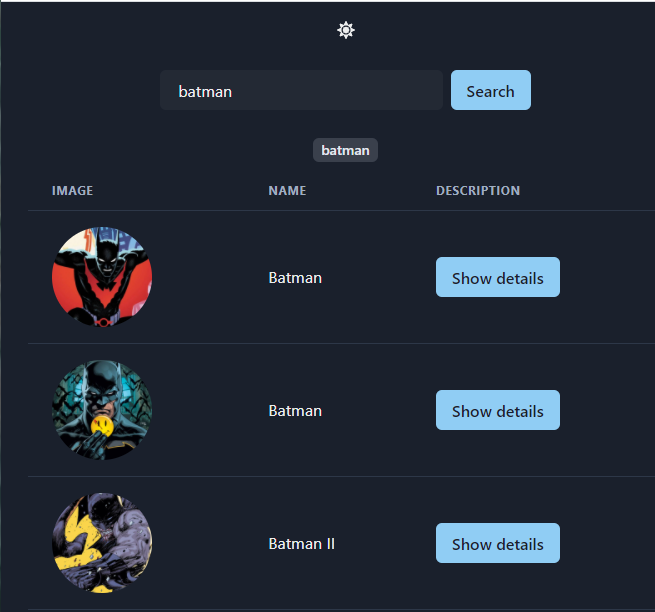 batman Search
batman
IMAGE NAME DESCRIPTION
Batman Show details
Batman Show details
Batman II Show details